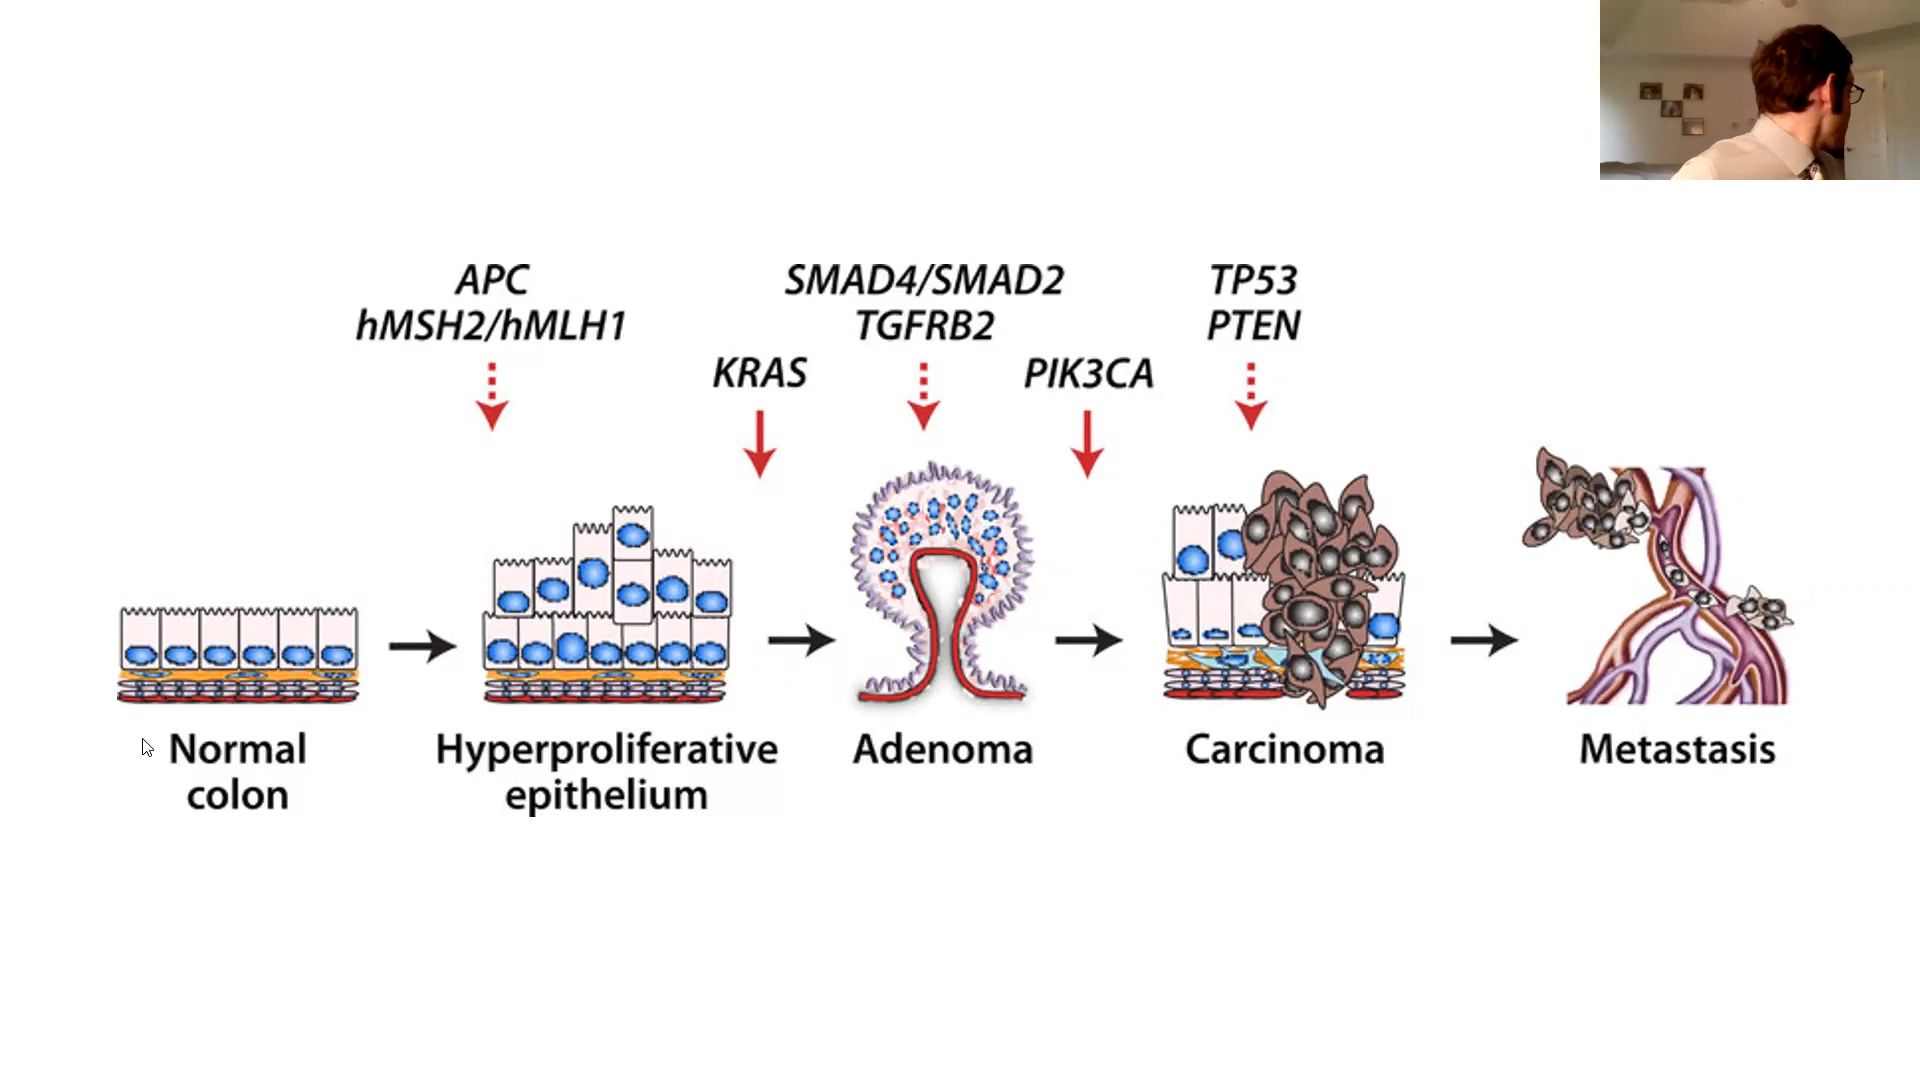 APC
hMSH2/hMLH1
KRAS
SMAD4/SMAD2
TGFRB2
PIK3CA
TP53
PTEN
Normal
colon
Hyperproliferative
epithelium
Adenoma
Carcinoma
Metastasis